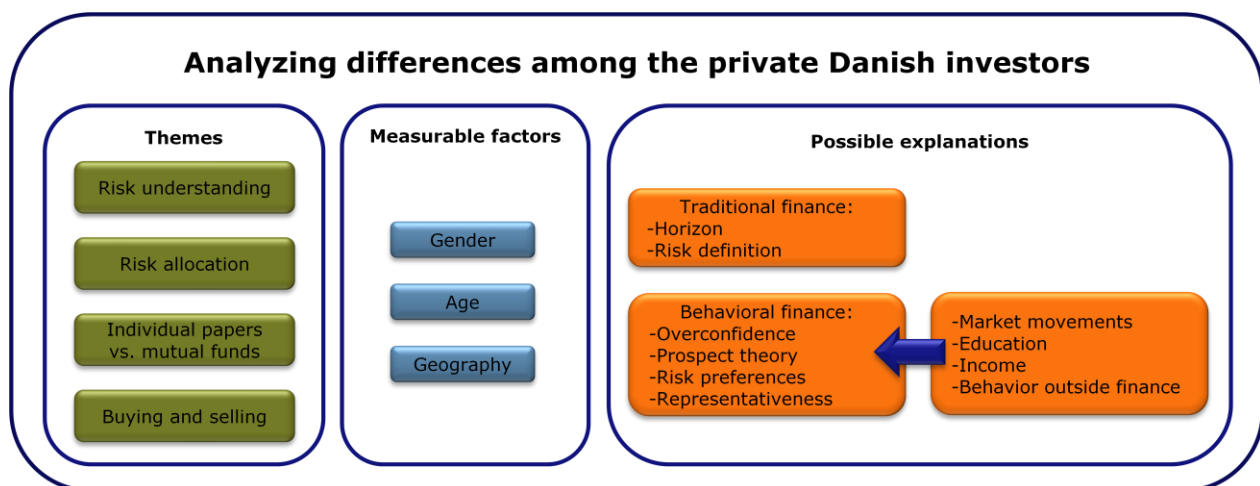 Analyzing differences among the private Danish investors
Themes
Risk understanding
Risk allocation
Individual papers
vs. mutual funds
Buying and selling
Measurable factors
Gender
Age
Geography
Possible explanations
Traditional finance:
-Horizon
-Risk definition
Behavioral finance:
-Overconfidence
-Prospect theory
-Risk preferences
-Representativeness
-Market movements
-Education
-Income
-Behavior outside finance